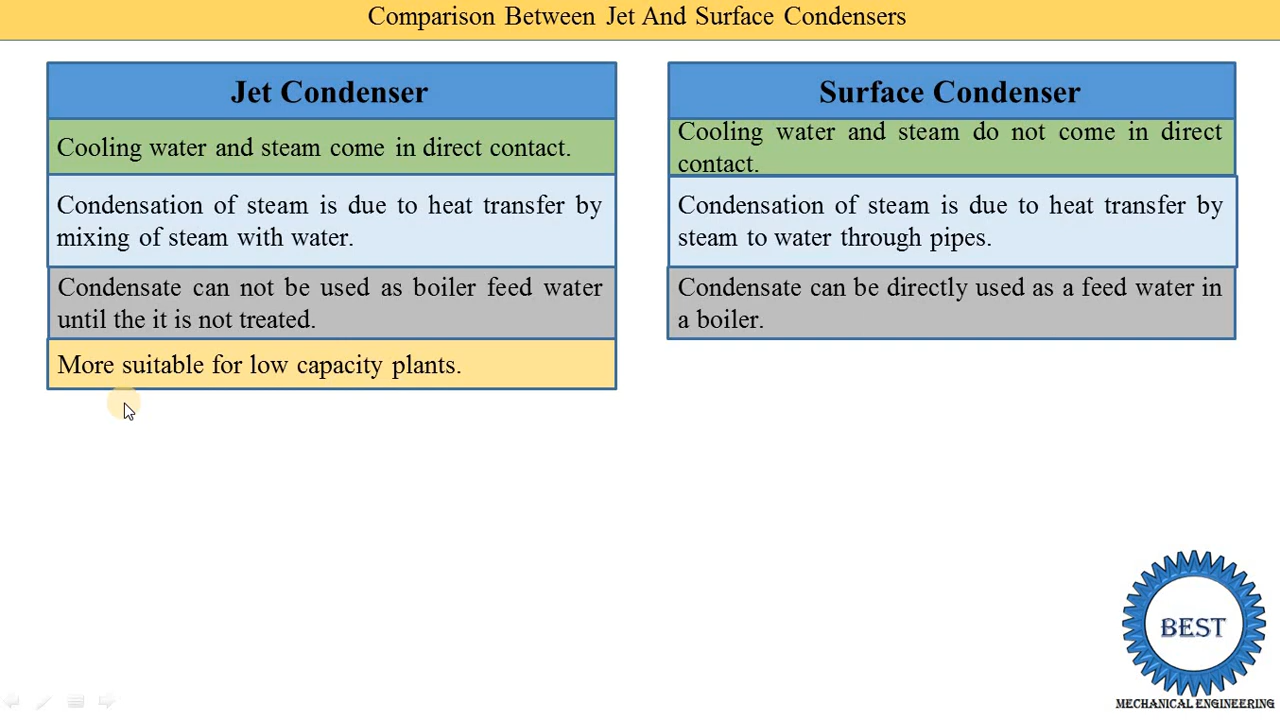 Comparison Between Jet And Surface Condensers
Jet Condenser
Cooling water and steam come in direct contact.
Condensation of steam is due to heat transfer by
mixing of steam with water.
Condensate can not be used as boiler feed water
until the it is not treated.
More suitable for low capacity plants.
Surface Condenser
Cooling water and steam do not come in direct
contact.
Condensation of steam is due to heat transfer by
steam to water through pipes.
Condensate can be directly used as a feed water in
a boiler.
BEST
MECHANICAL ENGINEERING